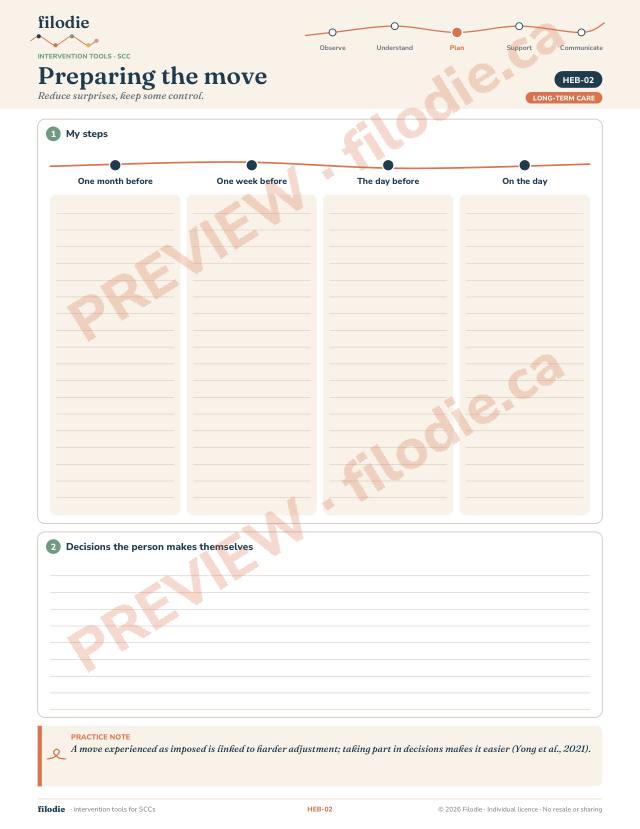 filodie
INTERVENTION TOOLS · SCC
Observe Understand Plan Support Communicate
Preparing the move
Reduce surprises, keep some control.
HEB-02
LONG-TERM CARE
1 My steps
One month before One week before The day before On the day
PREVIEW · filodie.ca
PREVIEW · filodie.ca
2 Decisions the person makes themselves
PRACTICE NOTE
A move experienced as imposed is linked to harder adjustment; taking part in decisions makes it easier (Yong et al., 2021).
filodie · intervention tools for SCCs HEB-02 © 2026 Filodie · Individual licence · No resale or sharing